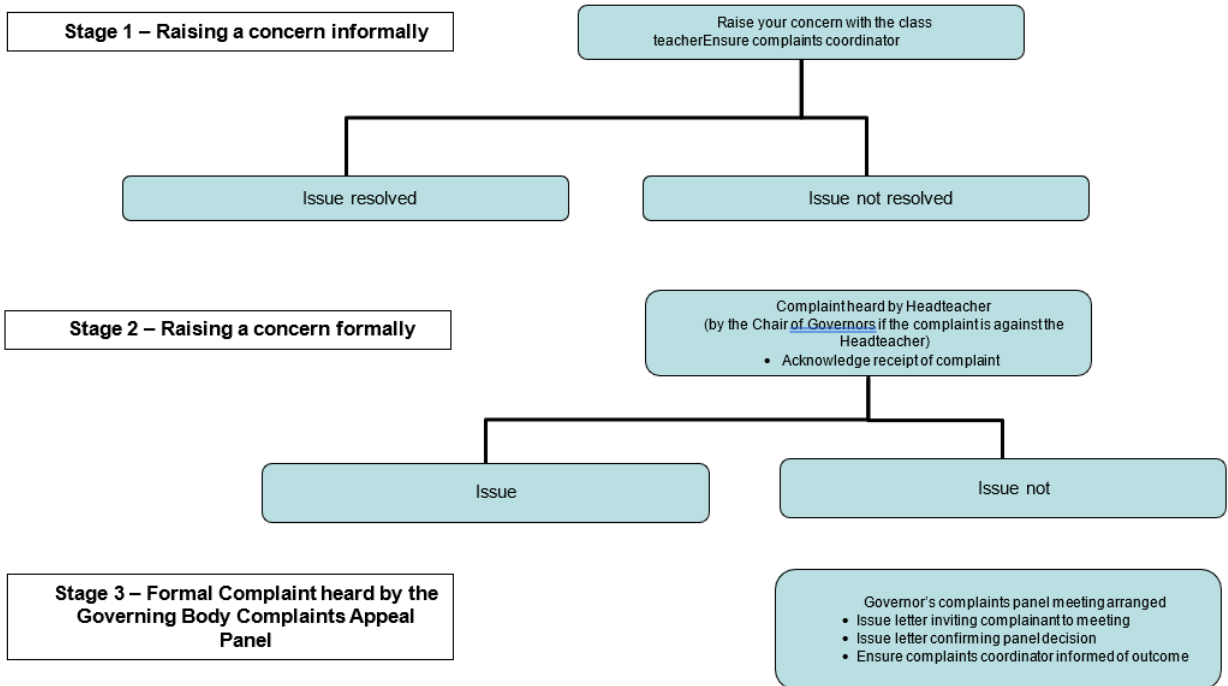 Stage 1 – Raising a concern informally
Raise your concern with the class
teacherEnsure complaints coordinator
Issue resolved
Issue not resolved
Stage 2 – Raising a concern formally
Complaint heard by Headteacher
(by the Chair of Governors if the complaint is against the
Headteacher)
• Acknowledge receipt of complaint
Issue
Issue not
Stage 3 – Formal Complaint heard by the
Governing Body Complaints Appeal
Panel
Governor's complaints panel meeting arranged
• Issue letter inviting complainant to meeting
• Issue letter confirming panel decision
• Ensure complaints coordinator informed of outcome